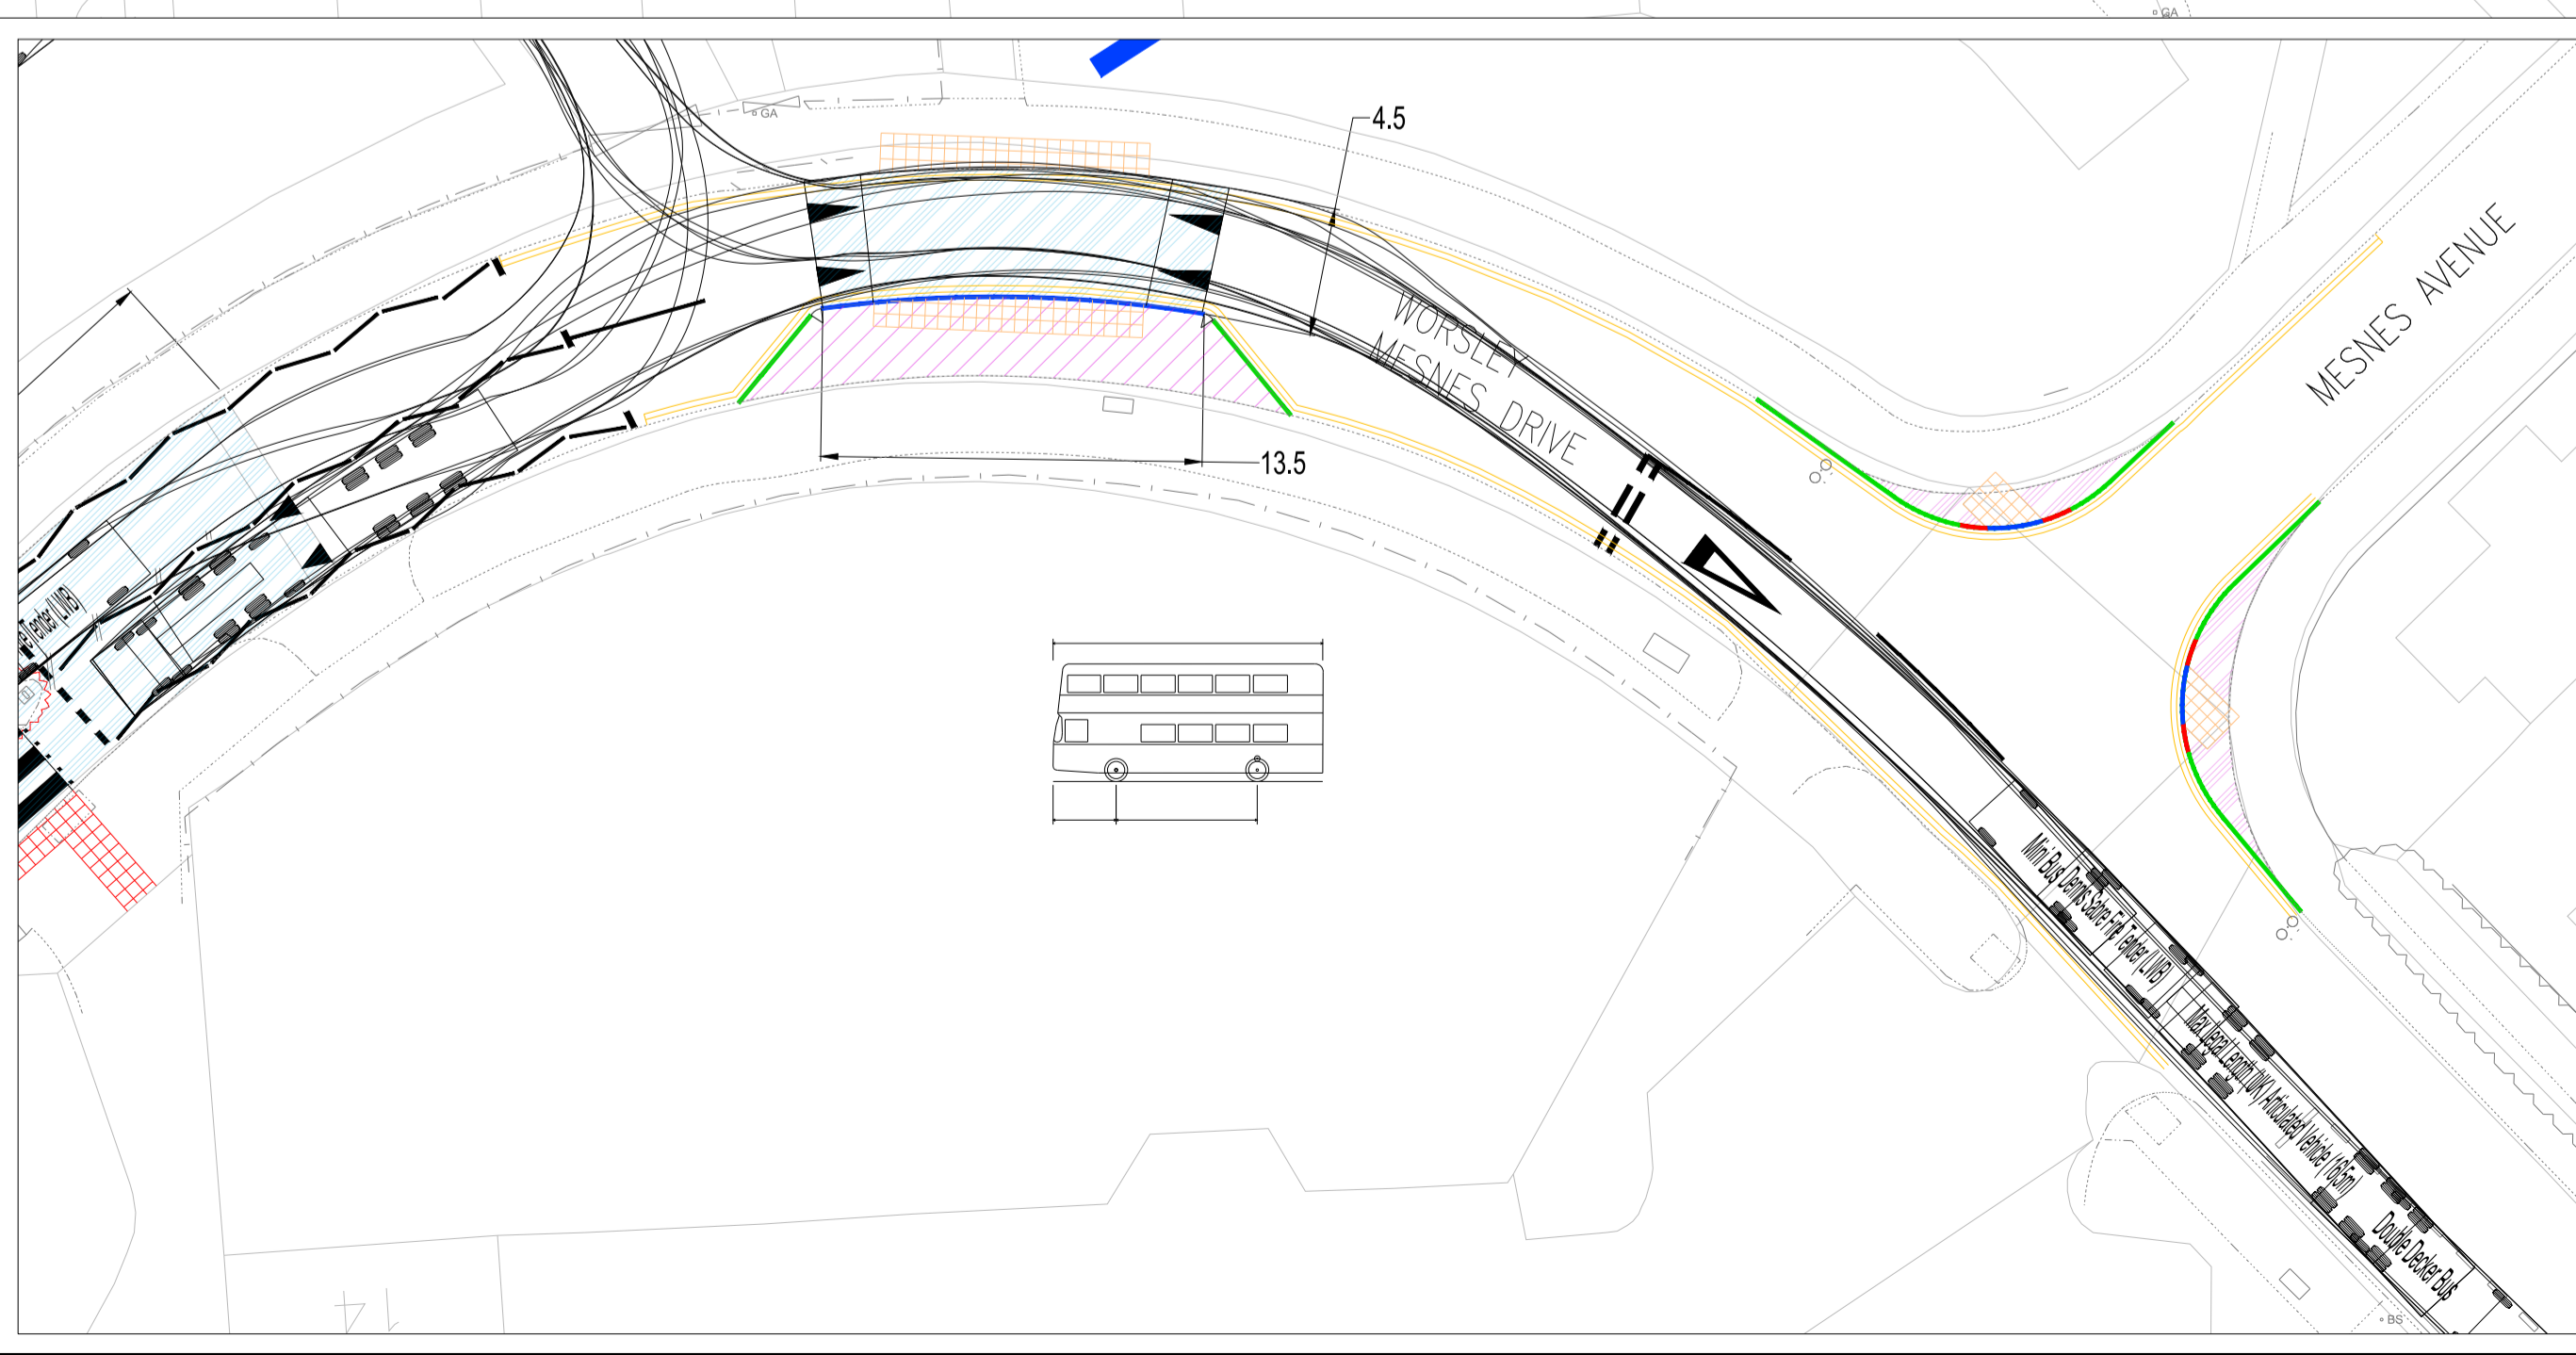 GA
GA
4.5
WORSLEY
MESNES DRIVE
MESNES AVENUE
13.5
Tender (LWB)
Mini Bus
Dennis Sabre Fire Tender (LWB)
Max Legal Length (UK) Articulated Vehicle (16.5m)
Double Decker Bus
BS